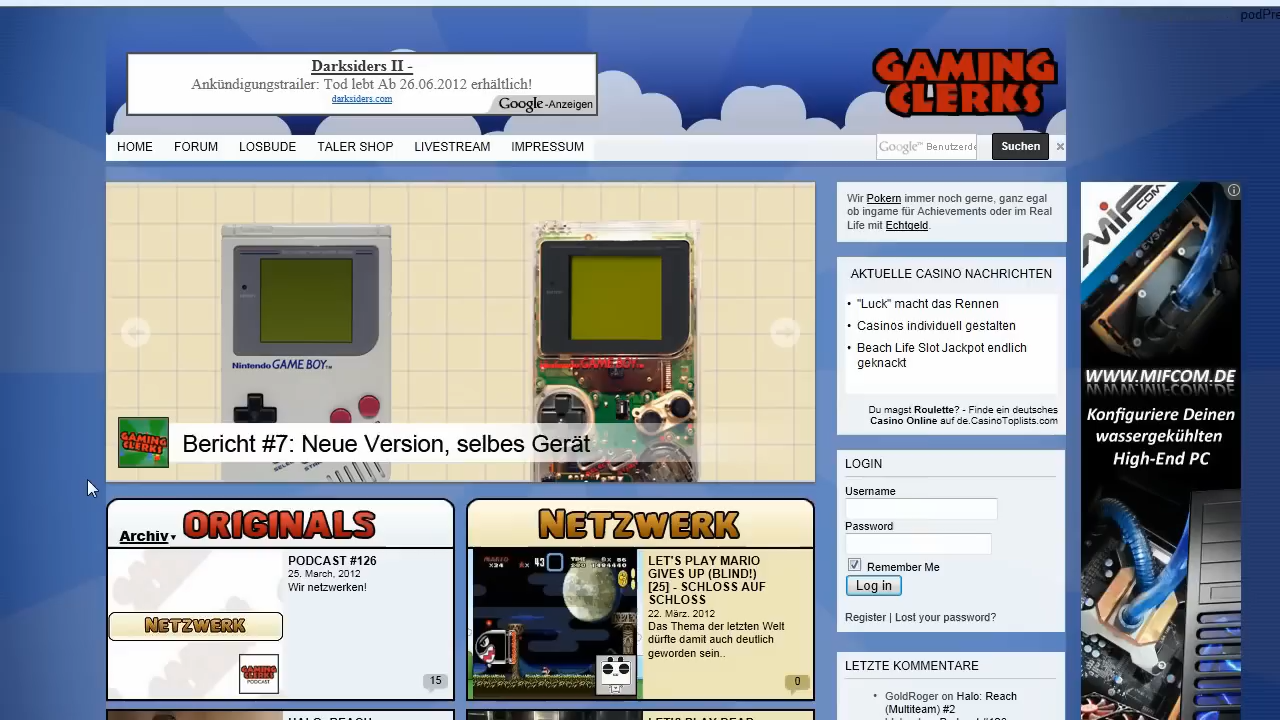 podPre
Darksiders II -
Ankündigungstrailer: Tod lebt Ab 26.06.2012 erhältlich!
darksiders.com
Google-Anzeigen
GAMING
CLERKS
HOME FORUM LOSBUDE TALER SHOP LIVESTREAM IMPRESSUM
Google™ Benutzerde
Suchen
Nintendo GAME BOY™
GAME BOY
GAMING
CLERKS
Bericht #7: Neue Version, selbes Gerät
Wir Pokern immer noch gerne, ganz egal
ob ingame für Achievements oder im Real
Life mit Echtgeld.
AKTUELLE CASINO NACHRICHTEN
• "Luck" macht das Rennen
• Casinos individuell gestalten
• Beach Life Slot Jackpot endlich
geknackt
Du magst Roulette? - Finde ein deutsches
Casino Online auf de.CasinoToplists.com
LOGIN
Username
Password
Remember Me
Log in
Register | Lost your password?
LETZTE KOMMENTARE
• GoldRoger on Halo: Reach
(Multiteam) #2
MIFCOM
WWW.MIFCOM.DE
Konfiguriere Deinen
wassergekühlten
High-End PC
Archiv
ORIGINALS
PODCAST #126
25. March, 2012
Wir netzwerken!
NETZWERK
GAMING
CLERKS
PODCAST
15
NETZWERK
MARIO
TIME
LET'S PLAY MARIO
GIVES UP (BLIND!)
[25] - SCHLOSS AUF
SCHLOSS
22. März. 2012
Das Thema der letzten Welt
dürfte damit auch deutlich
geworden sein..
0